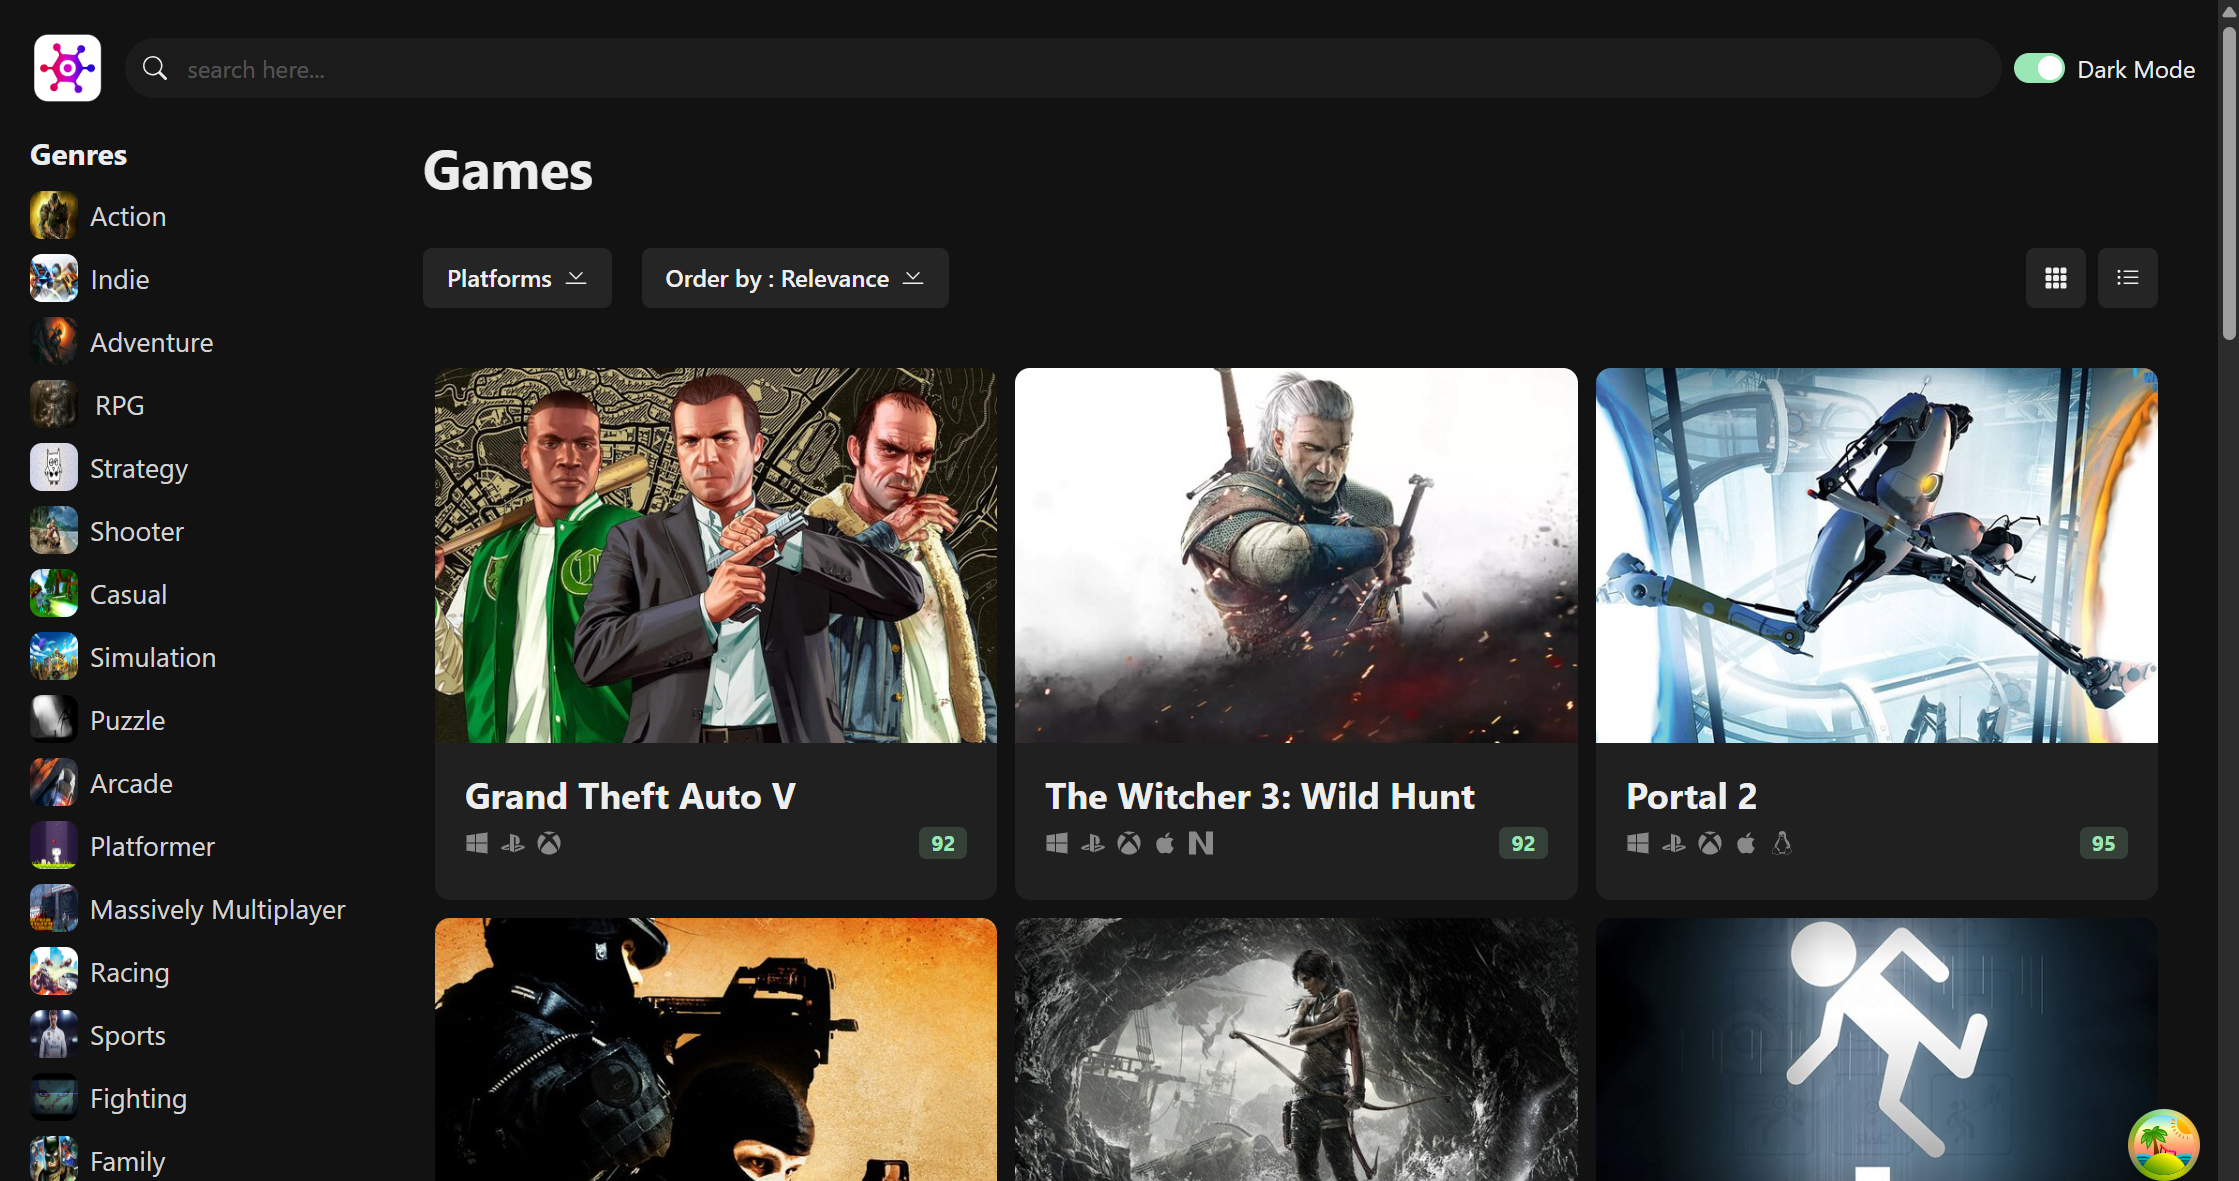 search here...
Dark Mode
Genres
Action
Indie
Adventure
RPG
Strategy
Shooter
Casual
Simulation
Puzzle
Arcade
Platformer
Massively Multiplayer
Racing
Sports
Fighting
Family
Games
Platforms
Order by : Relevance
Grand Theft Auto V
92
The Witcher 3: Wild Hunt
92
Portal 2
95